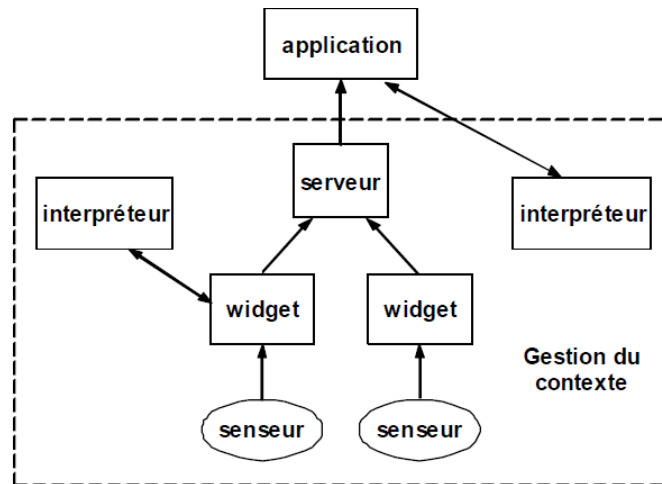 application
serveur
interpréteur
interpréteur
widget
widget
Gestion du
contexte
senseur
senseur